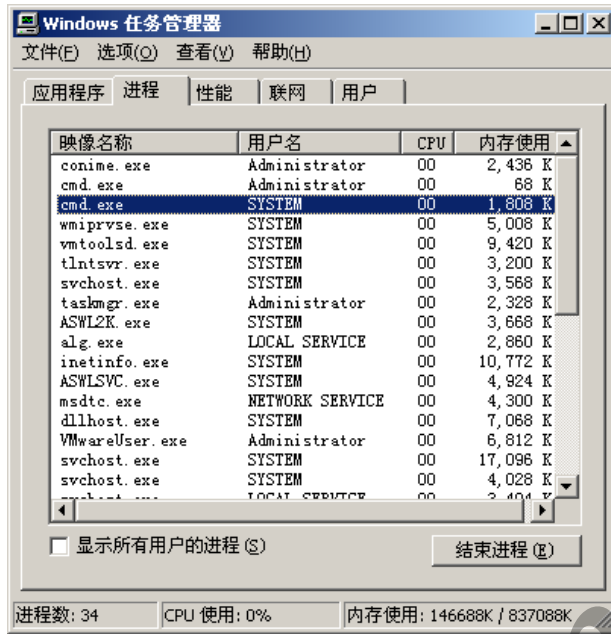 Windows 任务管理器
文件(F) 选项(O) 查看(V) 帮助(H)
应用程序 进程 性能 联网 用户
映像名称 用户名 CPU 内存使用
conime.exe Administrator 00 2,436 K
cmd.exe Administrator 00 68 K
cmd.exe SYSTEM 00 1,808 K
wmiprvse.exe SYSTEM 00 5,008 K
vmtoolsd.exe SYSTEM 00 9,420 K
tlntsvr.exe SYSTEM 00 3,200 K
svchost.exe SYSTEM 00 3,568 K
taskmgr.exe Administrator 00 2,328 K
ASWL2K.exe SYSTEM 00 3,668 K
alg.exe LOCAL SERVICE 00 2,860 K
inetinfo.exe SYSTEM 00 10,772 K
ASWLSVC.exe SYSTEM 00 4,924 K
msdtc.exe NETWORK SERVICE 00 4,300 K
dllhost.exe SYSTEM 00 7,068 K
VMwareUser.exe Administrator 00 6,812 K
svchost.exe SYSTEM 00 17,096 K
svchost.exe SYSTEM 00 4,028 K
svchost.exe LOCAL SERVICE 00
显示所有用户的进程(S) 结束进程(E)
进程数: 34 CPU 使用: 0% 内存使用: 146688K / 837088K